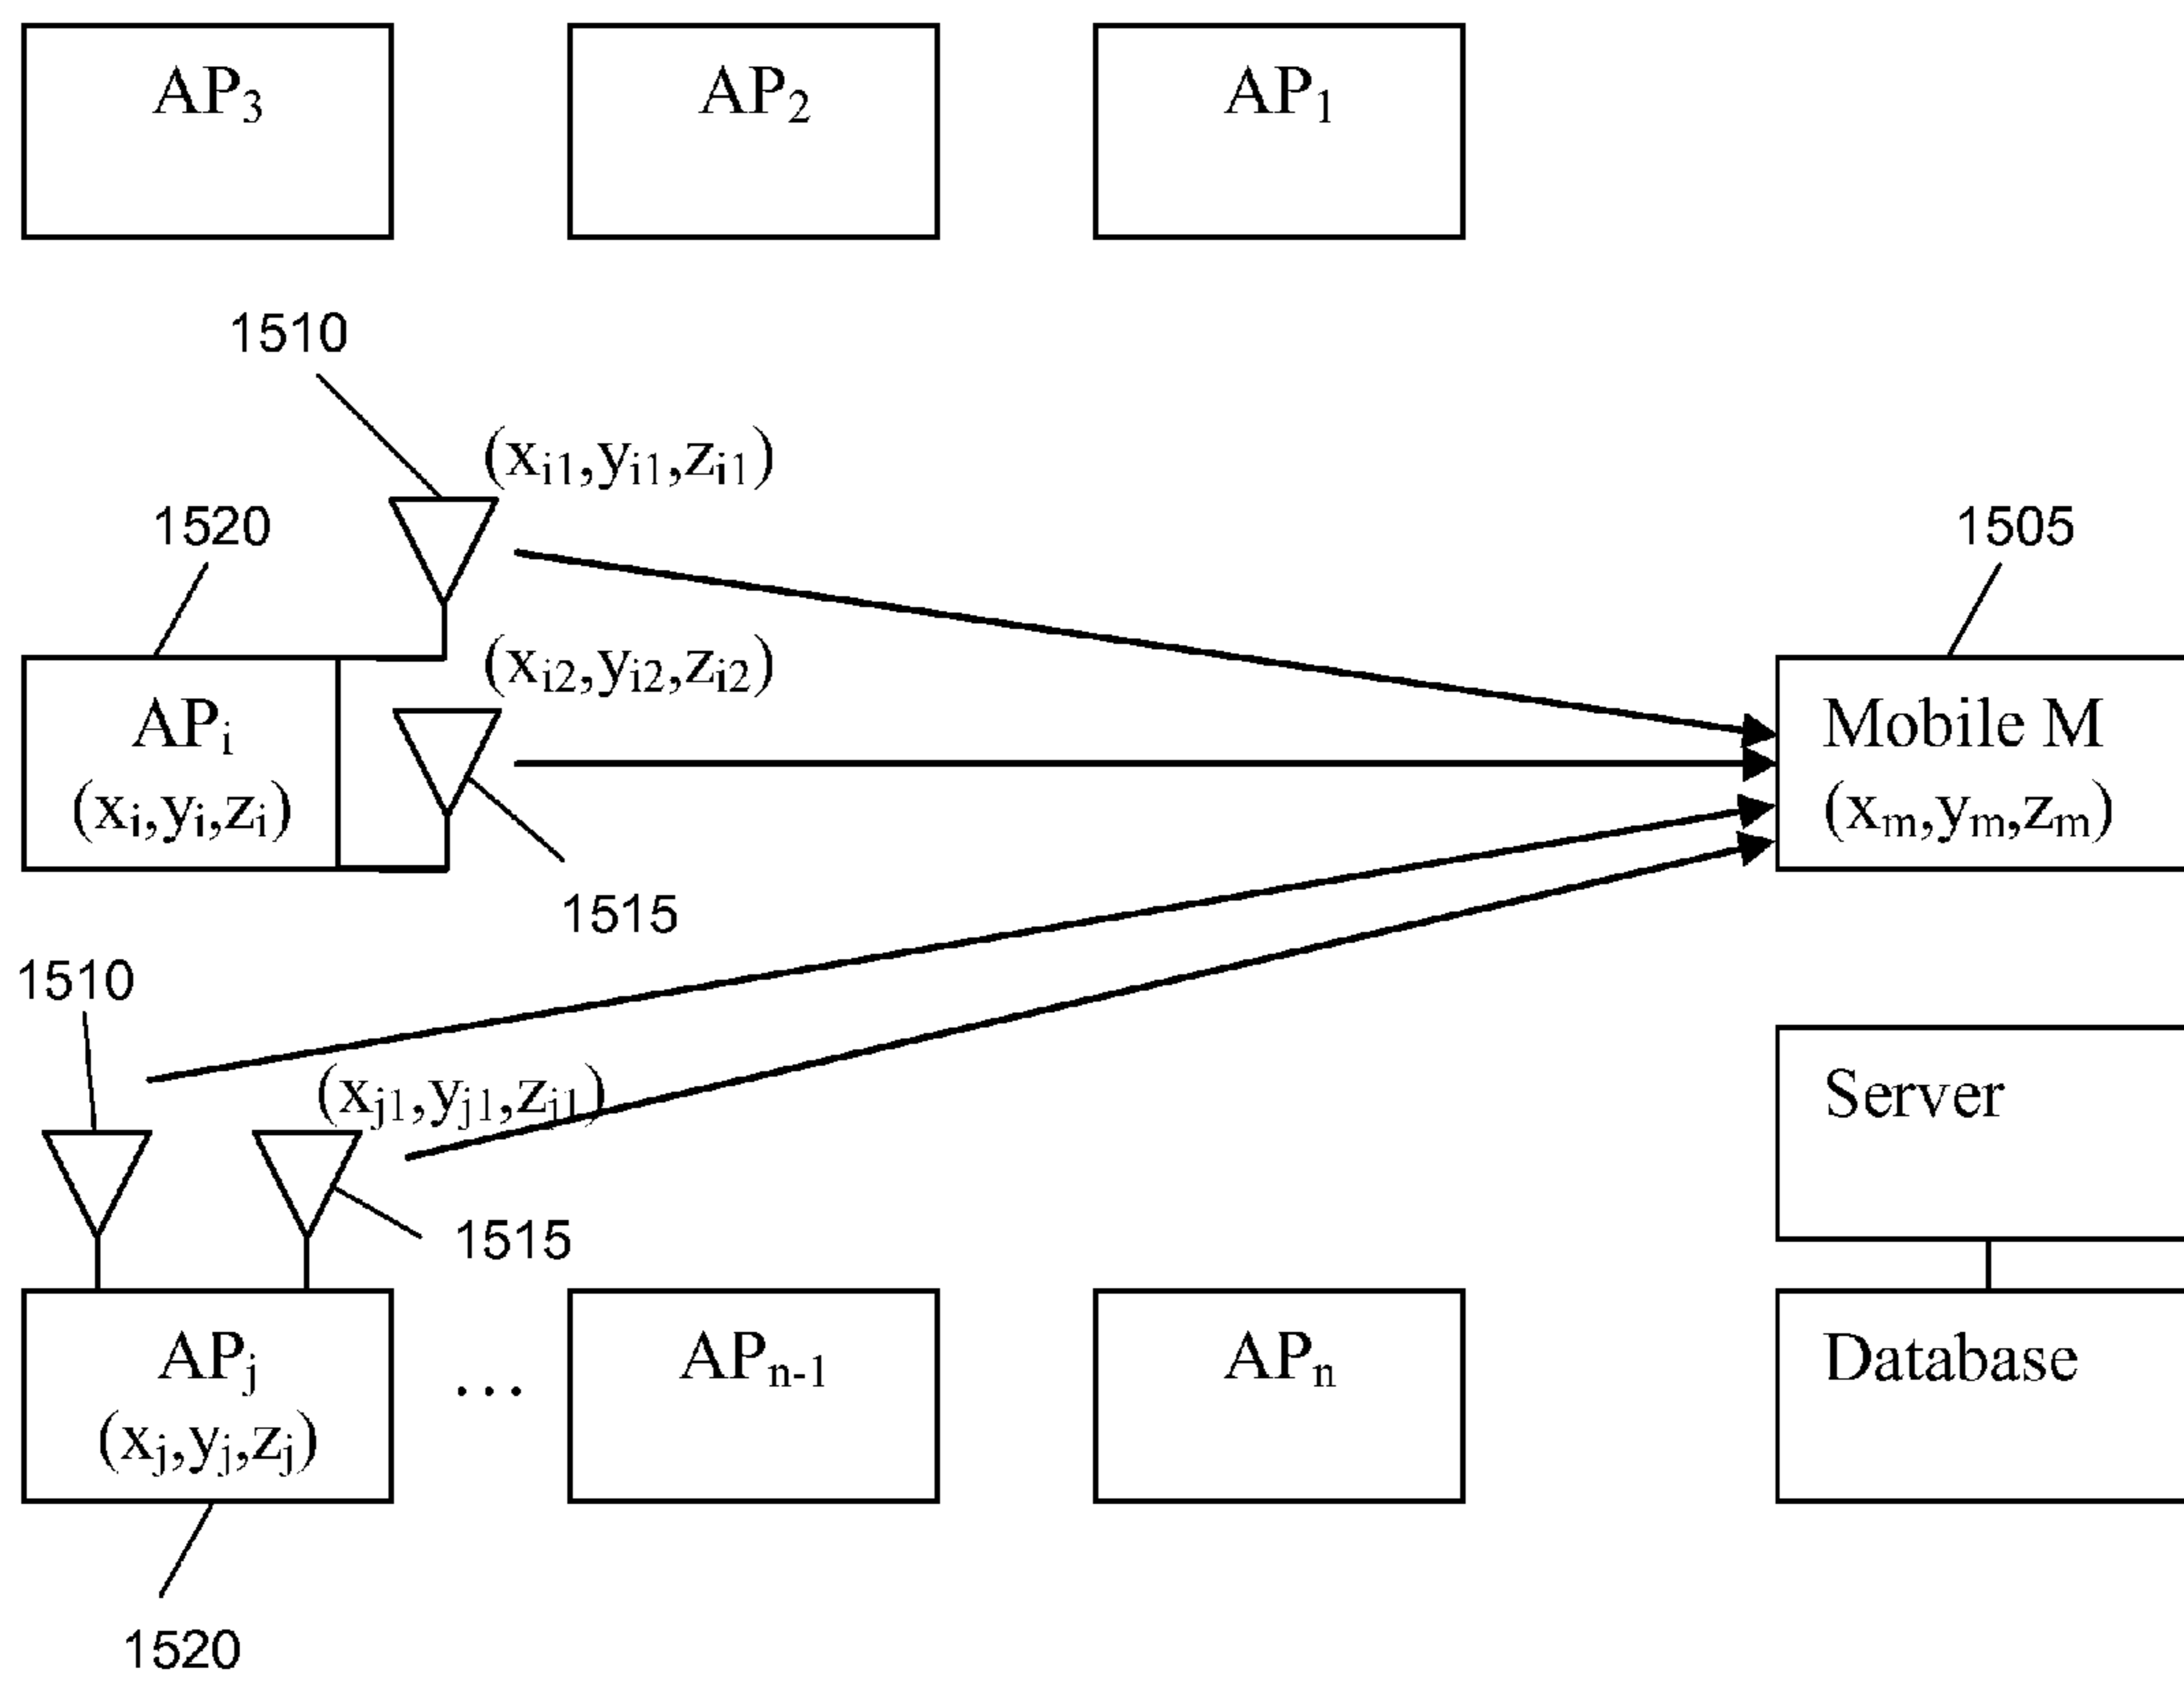 AP3 AP2 AP1
1510
(xi1,yi1,zi1)
1520
1505
(xi2,yi2,zi2)
APi
(xi,yi,zi)
Mobile M
(xm,ym,zm)
1515
1510
(xj1,yj1,zj1)
Server
1515
APj
(xj,yj,zj)
...
APn-1
APn
Database
1520